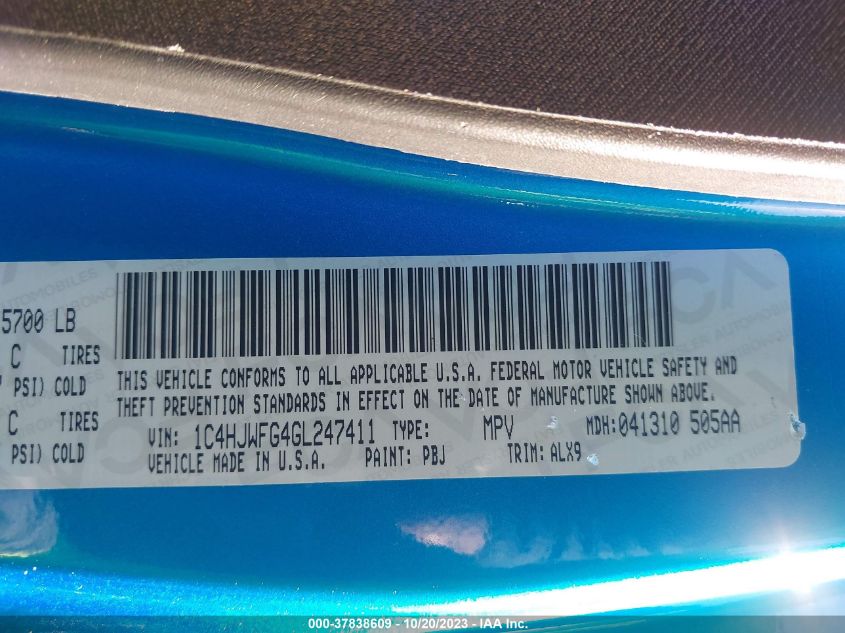 5700 LB
C TIRES
PSI) COLD
C TIRES
PSI) COLD
THIS VEHICLE CONFORMS TO ALL APPLICABLE U.S.A. FEDERAL MOTOR VEHICLE SAFETY AND
THEFT PREVENTION STANDARDS IN EFFECT ON THE DATE OF MANUFACTURE SHOWN ABOVE.
VIN: 1C4HJWFG4GL247411 TYPE: MPV MDH:041310 505AA
VEHICLE MADE IN U.S.A. PAINT: PBJ TRIM: ALX9
000-37838609 - 10/20/2023 - IAA Inc.